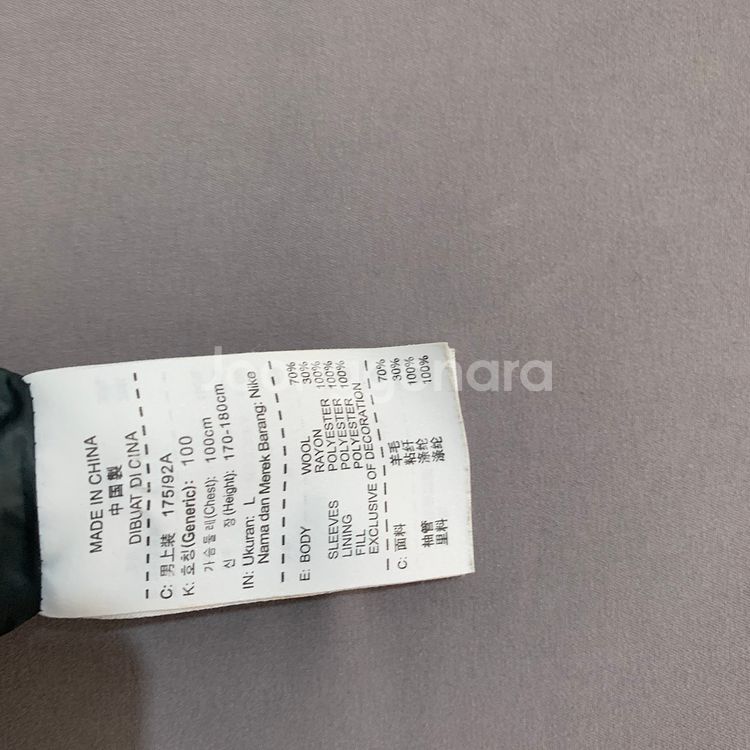 MADE IN CHINA
中國製
DIBUAT DI CINA
C: 男上裝 175/92A
K: 호칭(Generic): 100
가슴둘레(Chest): 100cm
신 장(Height): 170-180cm
IN: Ukuran: L
Nama dan Merek Barang: Nike
E: BODY WOOL 70%
RAYON 30%
SLEEVES POLYESTER 100%
LINING POLYESTER 100%
FILL POLYESTER 100%
EXCLUSIVE OF DECORATION
C: 面料 羊毛 70%
粘纤 30%
袖管 涤纶 100%
里料 涤纶 100%